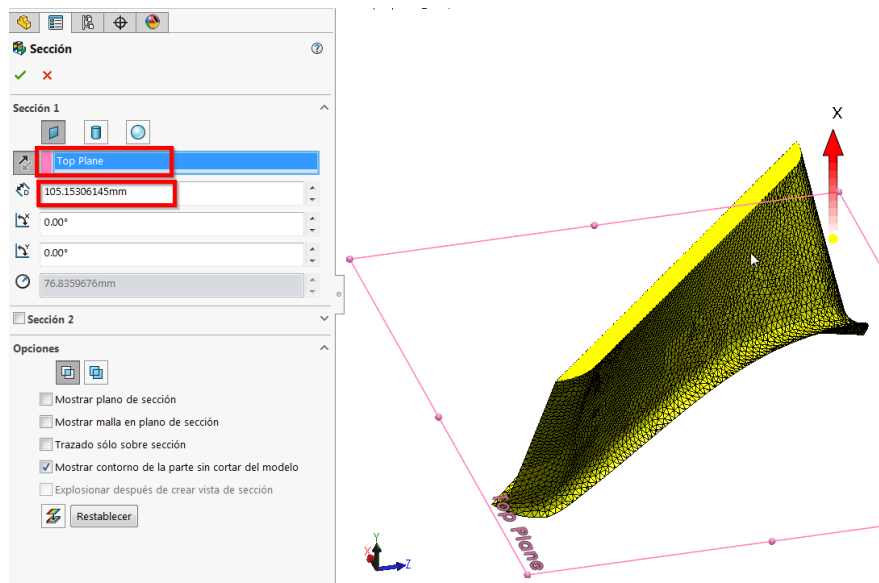 Sección
Sección 1
Top Plane
105.15306145mm
0.00°
0.00°
76.8359676mm
Sección 2
Opciones
Mostrar plano de sección
Mostrar malla en plano de sección
Trazado sólo sobre sección
Mostrar contorno de la parte sin cortar del modelo
Explosionar después de crear vista de sección
Restablecer
X
Top Plane
Y
X
Z